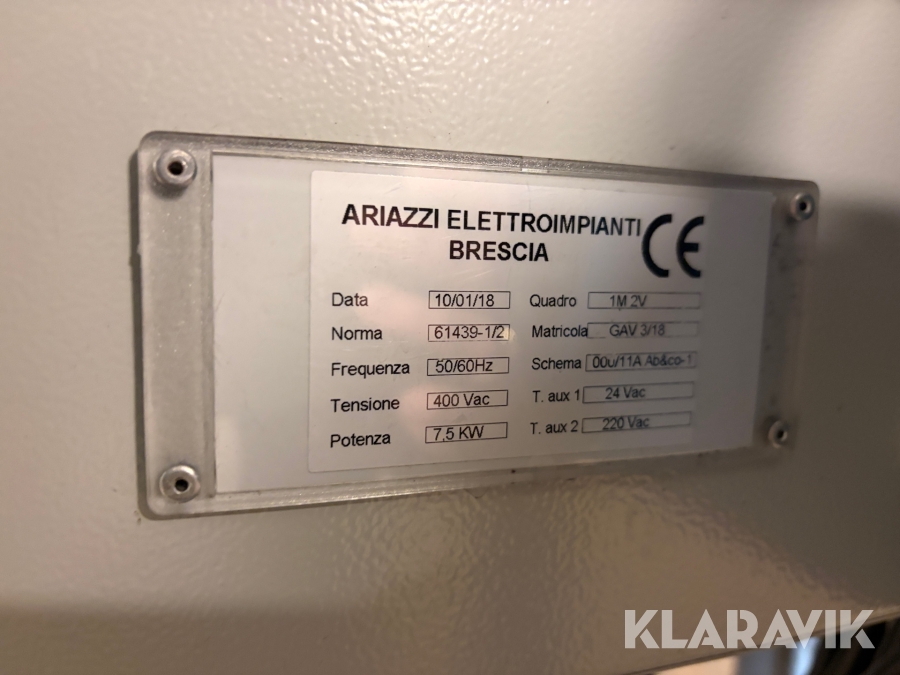 ARIAZZI ELETTROIMPIANTI
BRESCIA
CE
Data 10/01/18 Quadro 1M 2V
Norma 61439-1/2 Matricola GAV 3/18
Frequenza 50/60Hz Schema 00u/11A Ab&co-1
Tensione 400 Vac T. aux 1 24 Vac
Potenza 7,5 KW T. aux 2 220 Vac
KLARAVIK